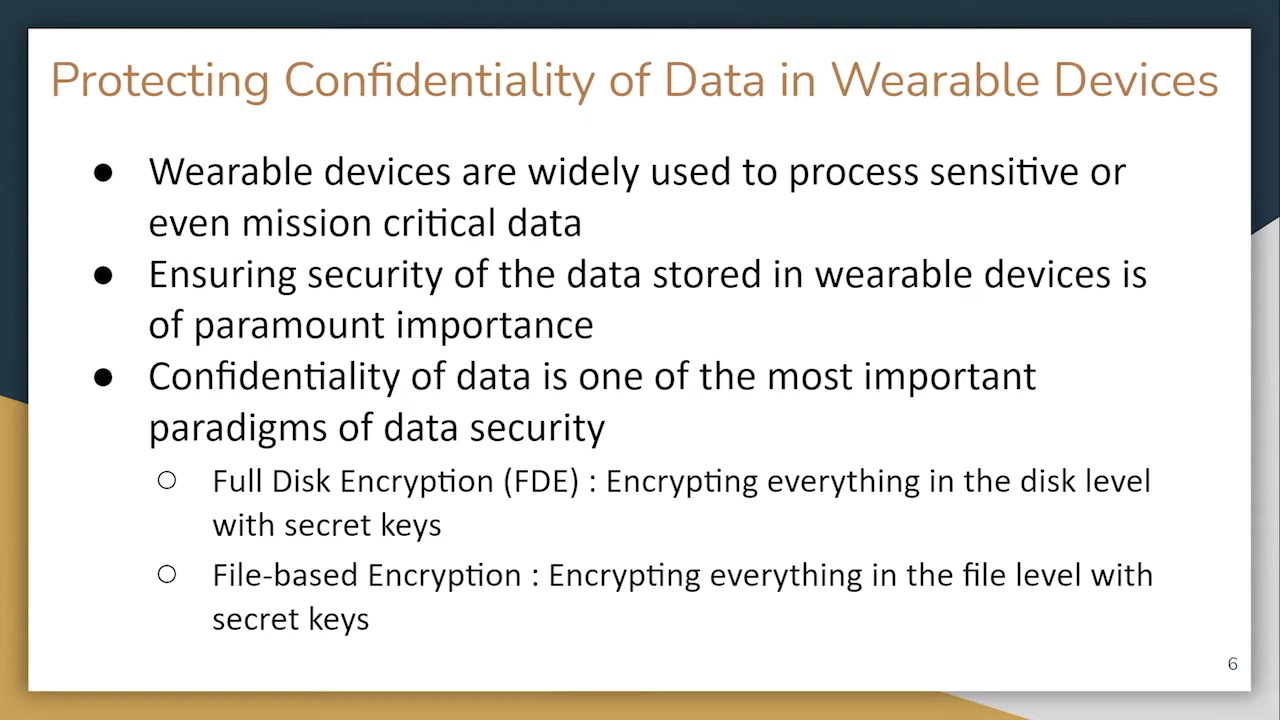 Protecting Confidentiality of Data in Wearable Devices
● Wearable devices are widely used to process sensitive or
even mission critical data
● Ensuring security of the data stored in wearable devices is
of paramount importance
● Confidentiality of data is one of the most important
paradigms of data security
○ Full Disk Encryption (FDE) : Encrypting everything in the disk level
with secret keys
○ File-based Encryption : Encrypting everything in the file level with
secret keys
6